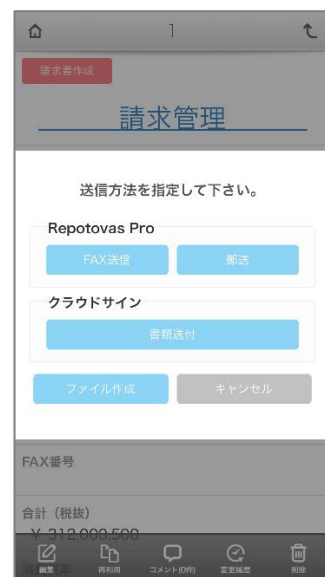 1
請求書作成
請求管理
送信方法を指定して下さい。
Repotovas Pro
FAX送信 郵送
クラウドサイン
書類送付
ファイル作成 キャンセル
FAX番号
合計（税抜）
¥ 312,000,500
編集 再利用 コメント(0件) 変更履歴 削除